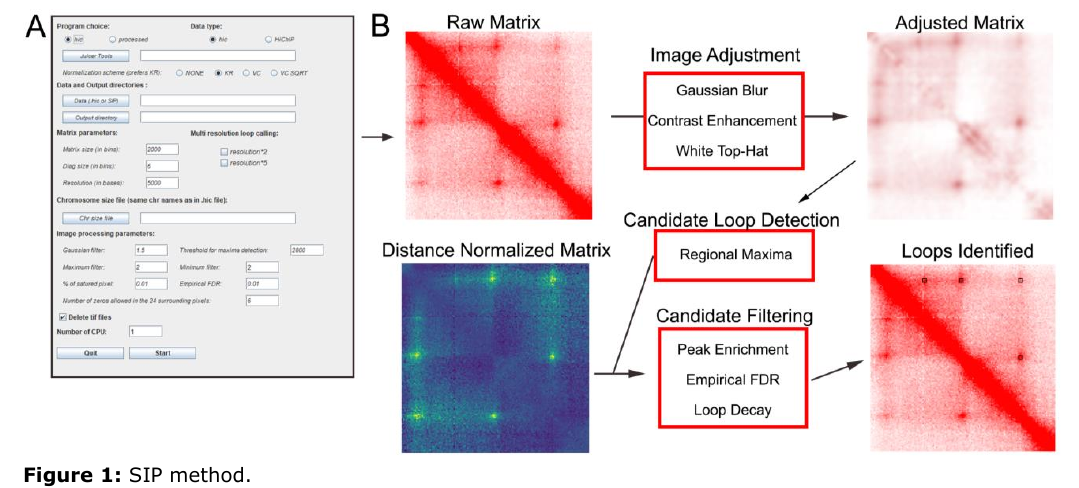 A
Program choice:
Data type:
hic
processed
hic
HiChIP
Juicer Tools
Normalization scheme (prefers KR):
NONE
KR
VC
VC SQRT
Data and Output directories :
Data (.hic or SIP)
Output directory
Matrix parameters:
Multi resolution loop calling:
Matrix size (in bins):
2000
resolution*2
Diag size (in bins):
6
resolution*5
Resolution (in bases):
5000
Chromosome size file (same chr names as in .hic file):
Chr size file
Image processing parameters:
Gaussian filter:
1.5
Threshold for maxima detection:
2800
Maximum filter:
2
Minimum filter:
2
% of satured pixel:
0.01
Empirical FDR:
0.01
Number of zeros allowed in the 24 surrounding pixels:
6
Delete tif files
Number of CPU:
1
Quit
Start
B
Raw Matrix
Image Adjustment
Gaussian Blur
Contrast Enhancement
White Top-Hat
Adjusted Matrix
Candidate Loop Detection
Regional Maxima
Distance Normalized Matrix
Candidate Filtering
Peak Enrichment
Empirical FDR
Loop Decay
Loops Identified
Figure 1: SIP method.